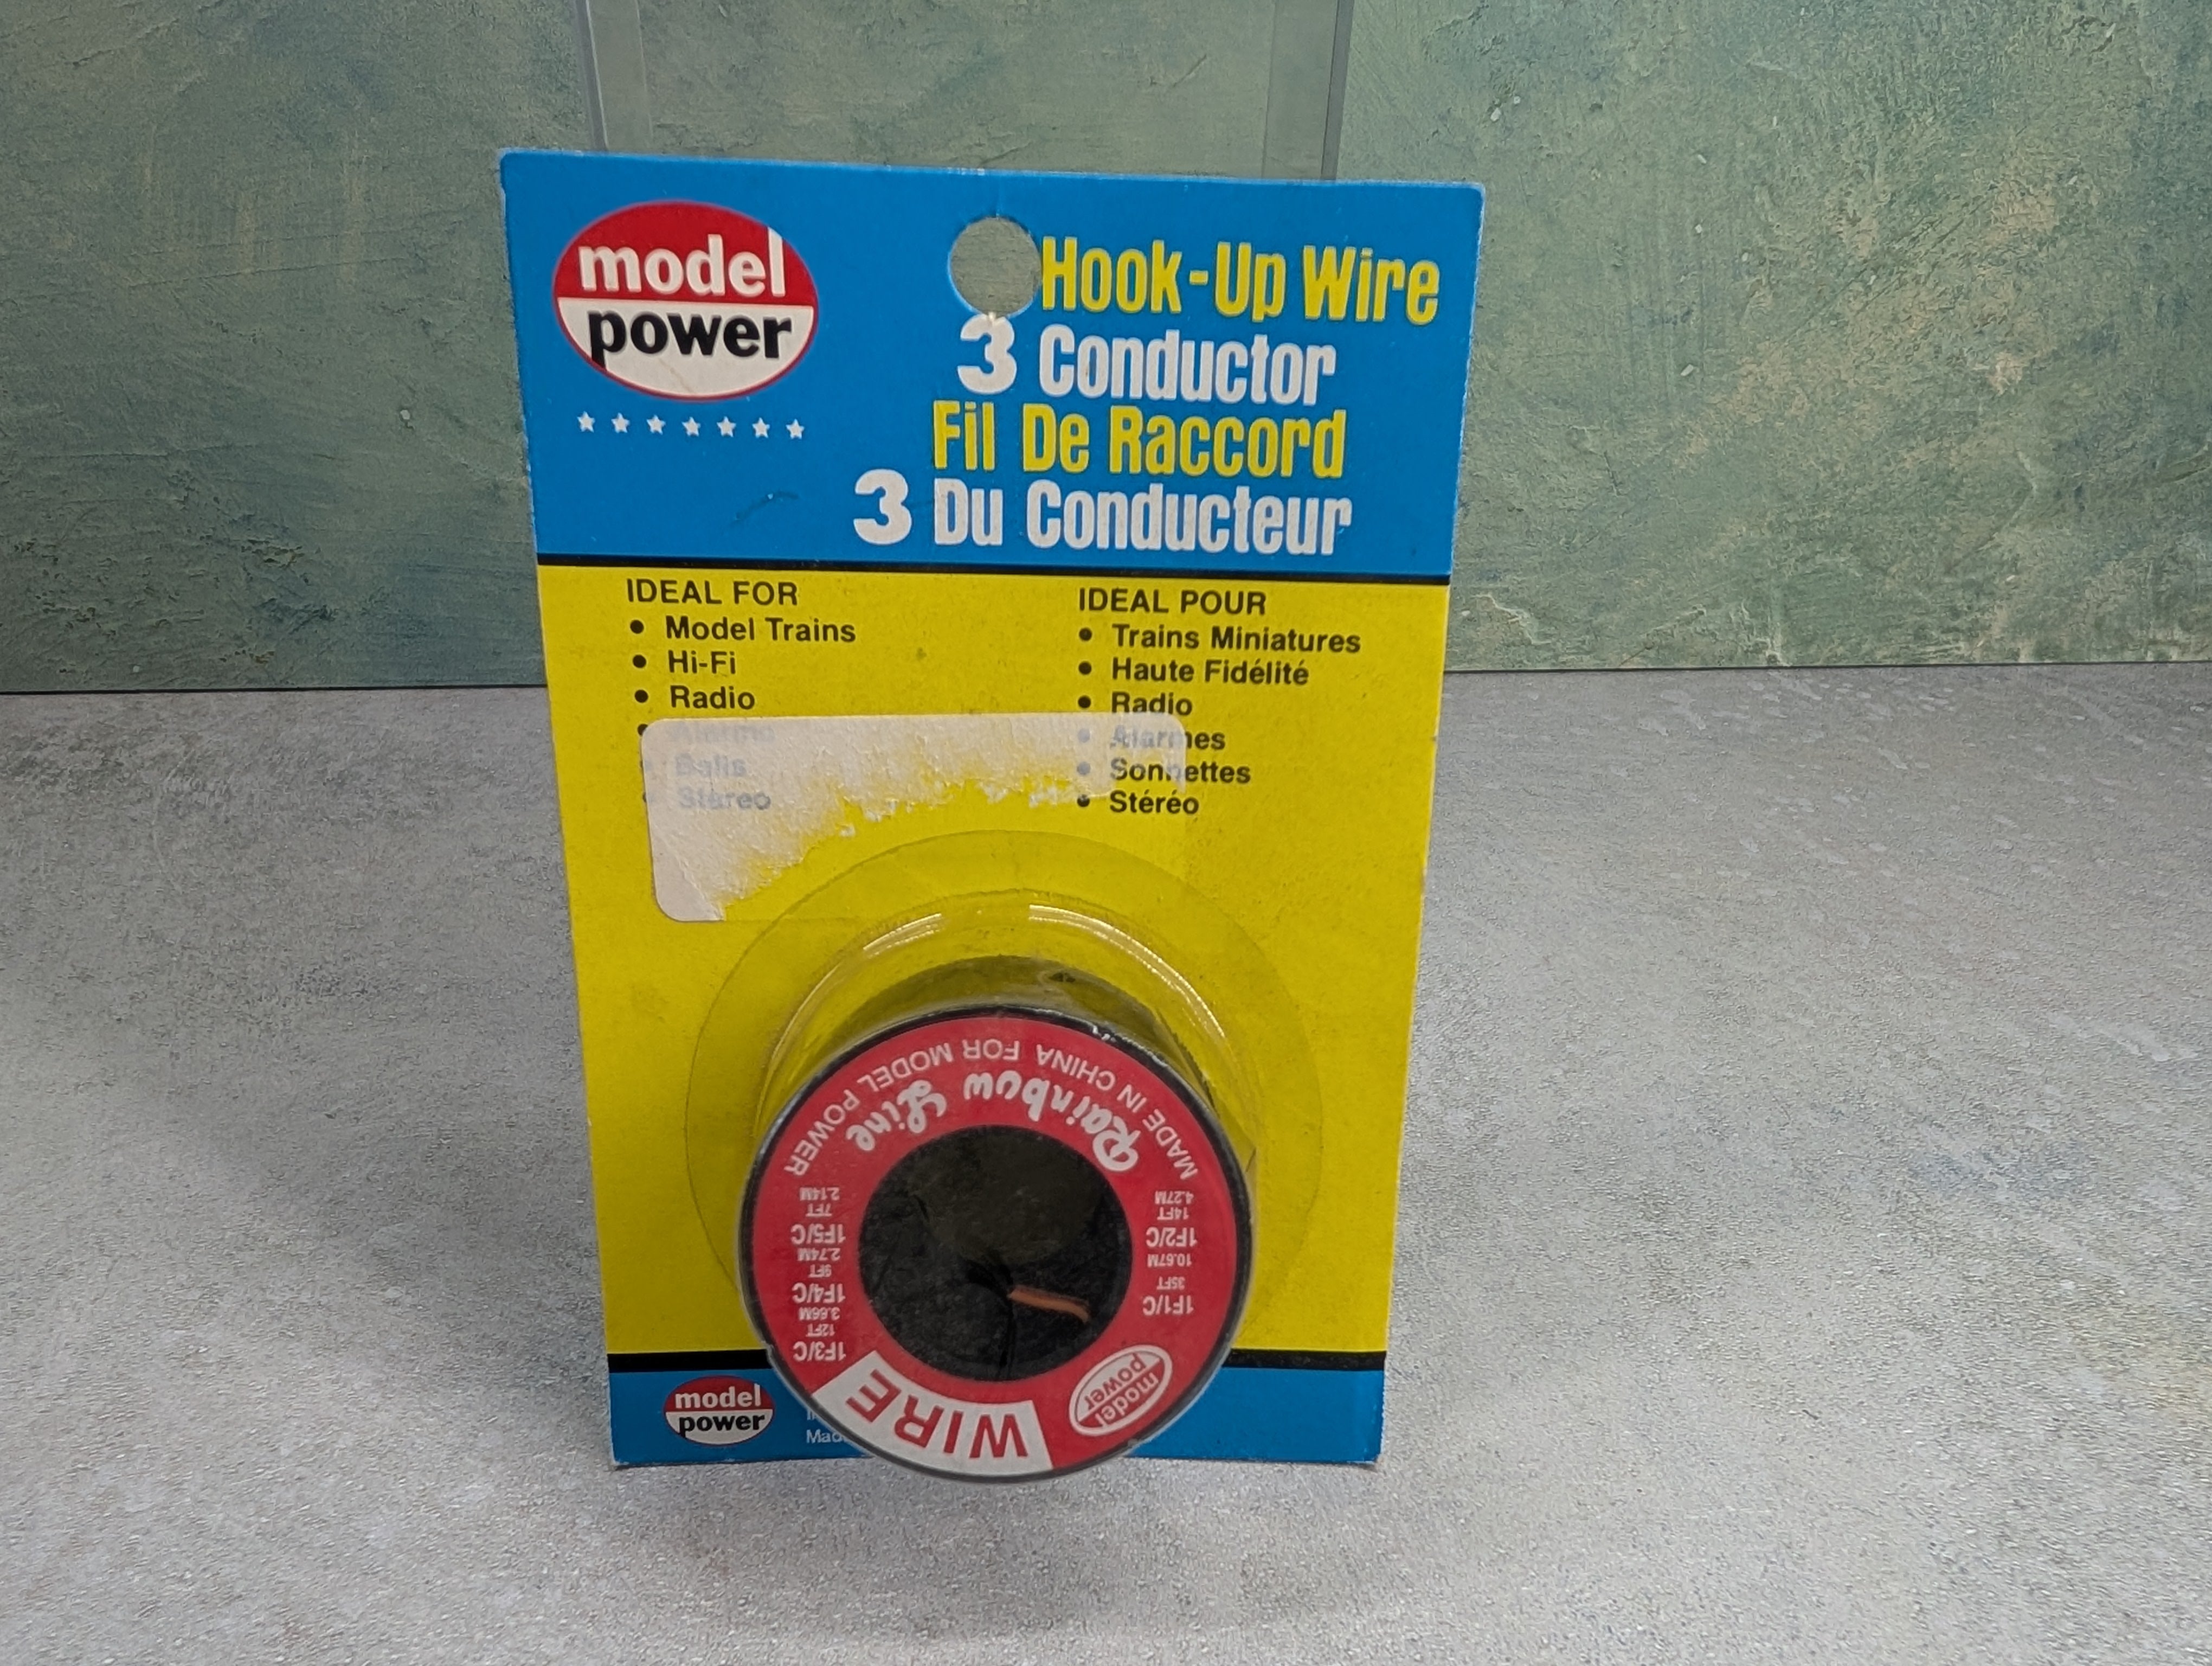 model
power
Hook-Up Wire
3 Conductor
Fil De Raccord
3 Du Conducteur
IDEAL FOR
• Model Trains
• Hi-Fi
• Radio
• Bells
• Stereo
IDEAL POUR
• Trains Miniatures
• Haute Fidélité
• Radio
• Alarmes
• Sonnettes
• Stéréo
WIRE
model
power
1F1/C
35FT
10.67M
1F2/C
14FT
4.27M
1F3/C
12FT
3.66M
1F4/C
9FT
2.74M
1F5/C
7FT
2.14M
Rainbow Line
MADE IN CHINA FOR MODEL POWER
model
power